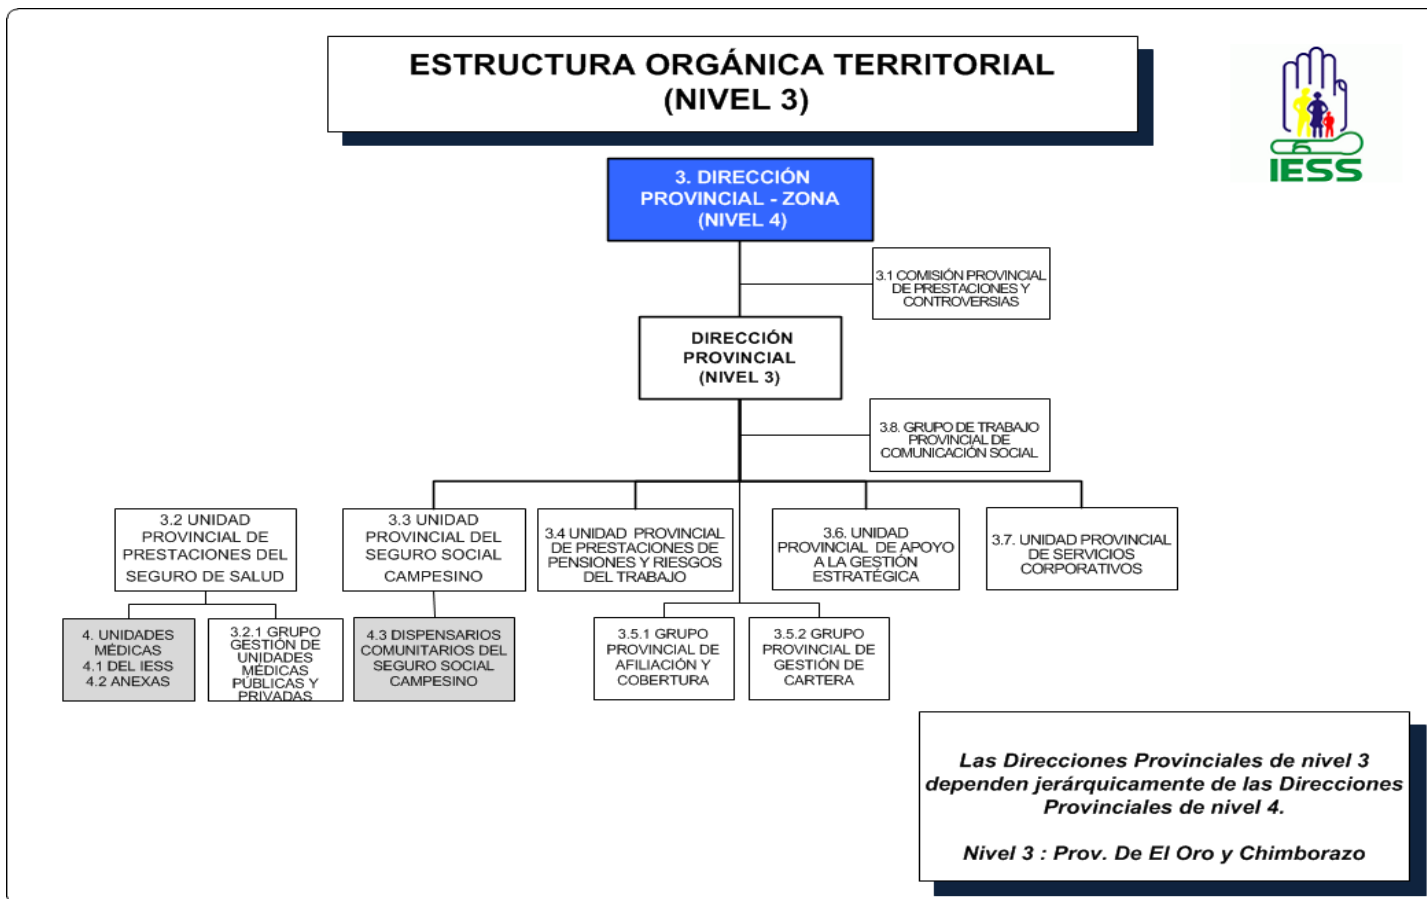 ESTRUCTURA ORGÁNICA TERRITORIAL
(NIVEL 3)
IESS
3. DIRECCIÓN
PROVINCIAL - ZONA
(NIVEL 4)
3.1 COMISIÓN PROVINCIAL
DE PRESTACIONES Y
CONTROVERSIAS
DIRECCIÓN
PROVINCIAL
(NIVEL 3)
3.8. GRUPO DE TRABAJO
PROVINCIAL DE
COMUNICACIÓN SOCIAL
3.2 UNIDAD
PROVINCIAL DE
PRESTACIONES DEL
SEGURO DE SALUD
3.3 UNIDAD
PROVINCIAL DEL
SEGURO SOCIAL
CAMPESINO
3.4 UNIDAD PROVINCIAL
DE PRESTACIONES DE
PENSIONES Y RIESGOS
DEL TRABAJO
3.6. UNIDAD
PROVINCIAL DE APOYO
A LA GESTIÓN
ESTRATÉGICA
3.7. UNIDAD PROVINCIAL
DE SERVICIOS
CORPORATIVOS
4. UNIDADES
MÉDICAS
4.1 DEL IESS
4.2 ANEXAS
3.2.1 GRUPO
GESTIÓN DE
UNIDADES
MÉDICAS
PÚBLICAS Y
PRIVADAS
4.3 DISPENSARIOS
COMUNITARIOS DEL
SEGURO SOCIAL
CAMPESINO
3.5.1 GRUPO
PROVINCIAL DE
AFILIACIÓN Y
COBERTURA
3.5.2 GRUPO
PROVINCIAL DE
GESTIÓN DE
CARTERA
Las Direcciones Provinciales de nivel 3
dependen jerárquicamente de las Direcciones
Provinciales de nivel 4.
Nivel 3 : Prov. De El Oro y Chimborazo